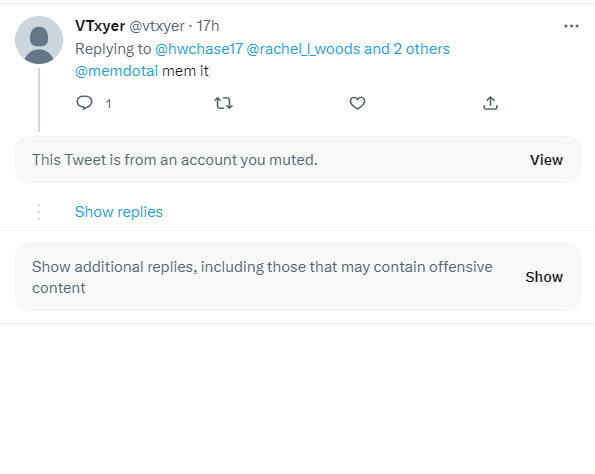 VTxyer @vtxyer · 17h
Replying to @hwchase17 @rachel_l_woods and 2 others
@memdotai mem it
1
This Tweet is from an account you muted.
View
Show replies
Show additional replies, including those that may contain offensive
content
Show